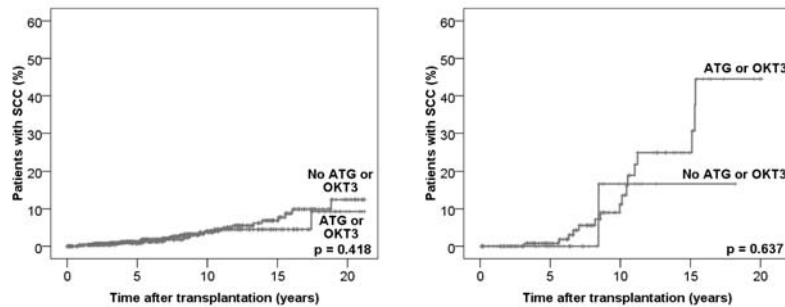 60
50
40
30
20
10
0
Patients with SCC (%)
No ATG or
OKT3
ATG or
OKT3
p = 0.418
0 5 10 15 20
Time after transplantation (years)
60
50
40
30
20
10
0
Patients with SCC (%)
ATG or OKT3
No ATG or OKT3
p = 0.637
0 5 10 15 20
Time after transplantation (years)